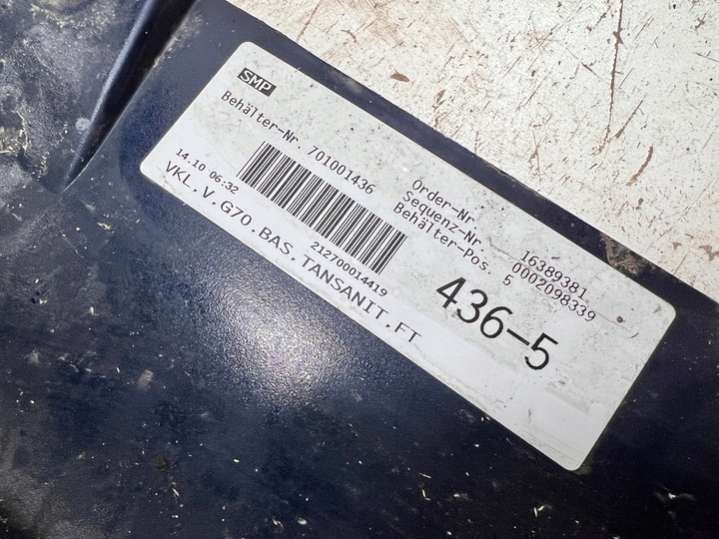 SMP
Behälter-Nr. 701001436
Order-Nr 16389381
Sequenz-Nr. 0002098339
Behälter-Pos. 5
14.10 06:32
212700014419
436-5
VKL.V.G70.BAS.TANSANIT.FT